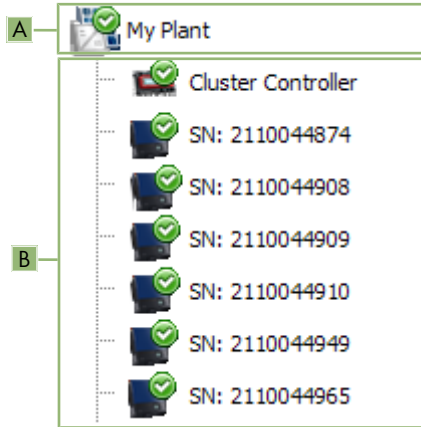 A My Plant
Cluster Controller
SN: 2110044874
SN: 2110044908
SN: 2110044909
B
SN: 2110044910
SN: 2110044949
SN: 2110044965